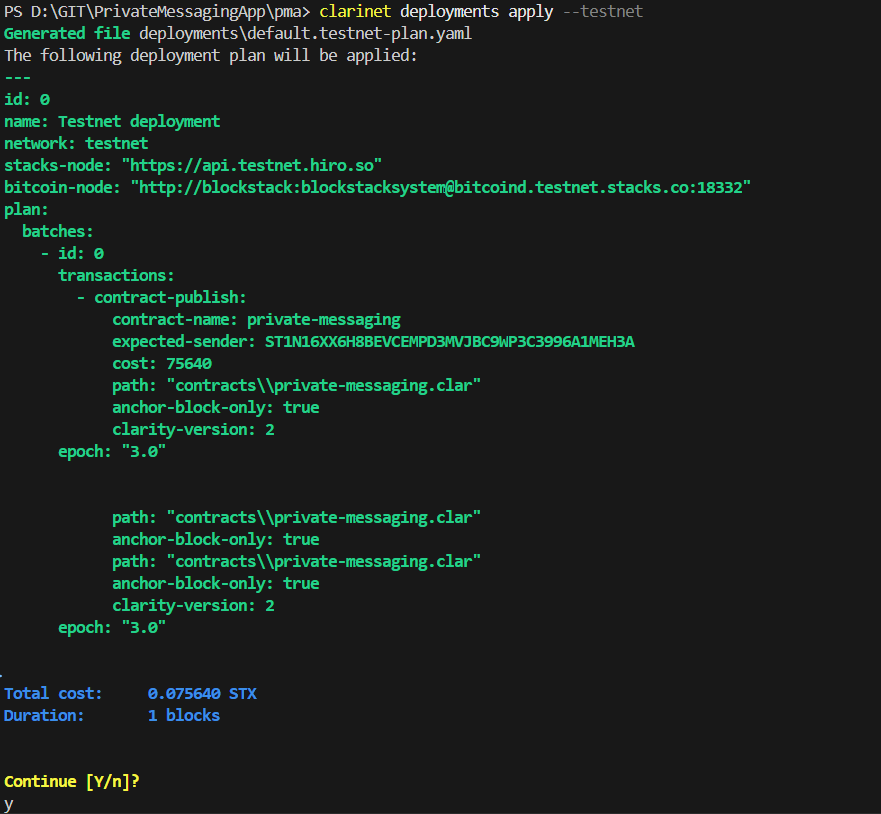 PS D:\GIT\PrivateMessagingApp\pma> clarinet deployments apply --testnet
Generated file deployments\default.testnet-plan.yaml
The following deployment plan will be applied:
---
id: 0
name: Testnet deployment
network: testnet
stacks-node: "https://api.testnet.hiro.so"
bitcoin-node: "http://blockstack:blockstacksystem@bitcoind.testnet.stacks.co:18332"
plan:
  batches:
    - id: 0
      transactions:
        - contract-publish:
            contract-name: private-messaging
            expected-sender: ST1N16XX6H8BEVCEMPD3MVJBC9WP3C3996A1MEH3A
            cost: 75640
            path: "contracts\\private-messaging.clar"
            anchor-block-only: true
            clarity-version: 2
      epoch: "3.0"
            path: "contracts\\private-messaging.clar"
            anchor-block-only: true
            path: "contracts\\private-messaging.clar"
            anchor-block-only: true
            clarity-version: 2
      epoch: "3.0"
Total cost:     0.075640 STX
Duration:       1 blocks
Continue [Y/n]?
y